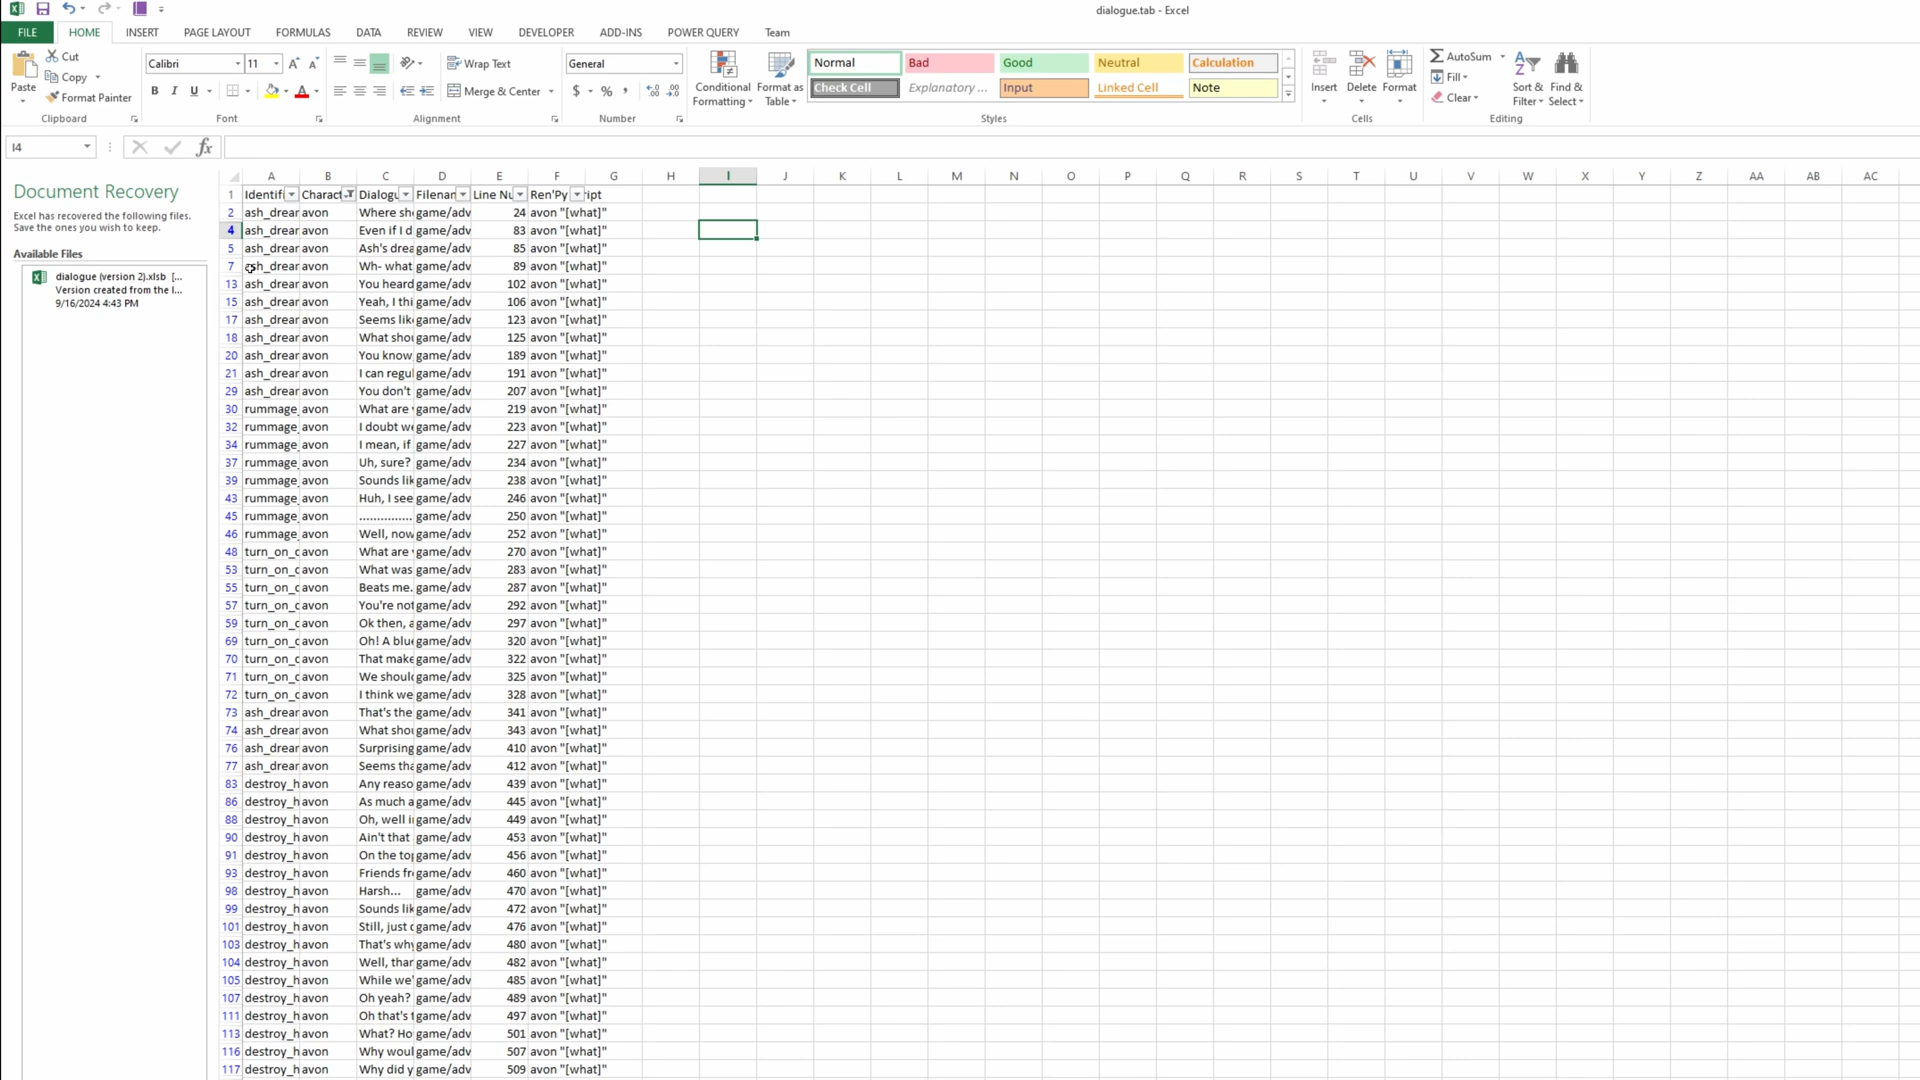 dialogue.tab - Excel
FILE HOME INSERT PAGE LAYOUT FORMULAS DATA REVIEW VIEW DEVELOPER ADD-INS POWER QUERY Team
Cut
Copy
Format Painter
Paste
Clipboard
Calibri 11
B I U
Font
Wrap Text
Merge & Center
Alignment
General
$ % ,
Number
Conditional Formatting
Format as Table
Normal Bad Good Neutral Calculation
Check Cell Explanatory ... Input Linked Cell Note
Styles
Insert Delete Format
Cells
AutoSum
Fill
Clear
Sort & Filter
Find & Select
Editing
I4
fx
Document Recovery
Excel has recovered the following files.
Save the ones you wish to keep.
Available Files
dialogue (version 2).xlsb [...
Version created from the l...
9/16/2024 4:43 PM
A B C D E F G H I J K L M N O P Q R S T U V W X Y Z AA AB AC
1 Identifi Charact Dialogu Filenam Line Nu Ren'Py ript
2 ash_drear avon Where sh game/adv 24 avon "[what]"
4 ash_drear avon Even if I d game/adv 83 avon "[what]"
5 ash_drear avon Ash's drea game/adv 85 avon "[what]"
7 ash_drear avon Wh- what game/adv 89 avon "[what]"
13 ash_drear avon You heard game/adv 102 avon "[what]"
15 ash_drear avon Yeah, I thi game/adv 106 avon "[what]"
17 ash_drear avon Seems lik game/adv 123 avon "[what]"
18 ash_drear avon What shou game/adv 125 avon "[what]"
20 ash_drear avon You know game/adv 189 avon "[what]"
21 ash_drear avon I can regul game/adv 191 avon "[what]"
29 ash_drear avon You don't game/adv 207 avon "[what]"
30 rummage_ avon What are game/adv 219 avon "[what]"
32 rummage_ avon I doubt we game/adv 223 avon "[what]"
34 rummage_ avon I mean, if game/adv 227 avon "[what]"
37 rummage_ avon Uh, sure? game/adv 234 avon "[what]"
39 rummage_ avon Sounds lik game/adv 238 avon "[what]"
43 rummage_ avon Huh, I see game/adv 246 avon "[what]"
45 rummage_ avon ............... game/adv 250 avon "[what]"
46 rummage_ avon Well, now game/adv 252 avon "[what]"
48 turn_on_c avon What are game/adv 270 avon "[what]"
53 turn_on_c avon What was game/adv 283 avon "[what]"
55 turn_on_c avon Beats me. game/adv 287 avon "[what]"
57 turn_on_c avon You're not game/adv 292 avon "[what]"
59 turn_on_c avon Ok then, a game/adv 297 avon "[what]"
69 turn_on_c avon Oh! A blue game/adv 320 avon "[what]"
70 turn_on_c avon That make game/adv 322 avon "[what]"
71 turn_on_c avon We should game/adv 325 avon "[what]"
72 turn_on_c avon I think we game/adv 328 avon "[what]"
73 ash_drear avon That's the game/adv 341 avon "[what]"
74 ash_drear avon What shou game/adv 343 avon "[what]"
76 ash_drear avon Surprising game/adv 410 avon "[what]"
77 ash_drear avon Seems tha game/adv 412 avon "[what]"
83 destroy_h avon Any reaso game/adv 439 avon "[what]"
86 destroy_h avon As much a game/adv 445 avon "[what]"
88 destroy_h avon Oh, well i game/adv 449 avon "[what]"
90 destroy_h avon Ain't that game/adv 453 avon "[what]"
91 destroy_h avon On the top game/adv 456 avon "[what]"
93 destroy_h avon Friends fr game/adv 460 avon "[what]"
98 destroy_h avon Harsh... game/adv 470 avon "[what]"
99 destroy_h avon Sounds lik game/adv 472 avon "[what]"
101 destroy_h avon Still, just game/adv 476 avon "[what]"
103 destroy_h avon That's why game/adv 480 avon "[what]"
104 destroy_h avon Well, than game/adv 482 avon "[what]"
105 destroy_h avon While we' game/adv 485 avon "[what]"
107 destroy_h avon Oh yeah? game/adv 489 avon "[what]"
111 destroy_h avon Oh that's t game/adv 497 avon "[what]"
113 destroy_h avon What? Ho game/adv 501 avon "[what]"
116 destroy_h avon Why woul game/adv 507 avon "[what]"
117 destroy_h avon Why did y game/adv 509 avon "[what]"